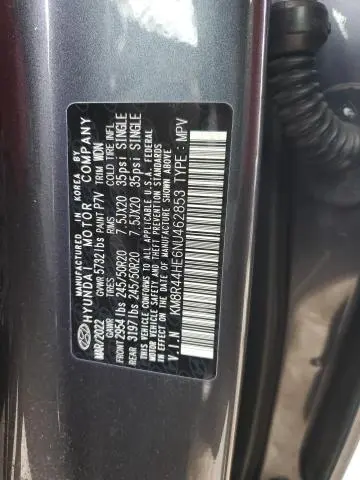 MANUFACTURED IN KOREA BY
HYUNDAI MOTOR COMPANY
MAR/2022 GVWR 5732 lbs PAINT P7V TRIM WDN
GAWR TIRES RIMS COLD TIRE INFL
FRONT 2954 lbs 245/50R20 7.5JX20 35psi SINGLE
REAR 3197 lbs 245/50R20 7.5JX20 35psi SINGLE
THIS VEHICLE CONFORMS TO ALL APPLICABLE U.S.A. FEDERAL
MOTOR VEHICLE SAFETY, BUMPER, AND THEFT PREVENTION STANDARDS
IN EFFECT ON THE DATE OF MANUFACTURE SHOWN ABOVE.
V.I.N : KM8R44HE6NU462853 TYPE : MPV